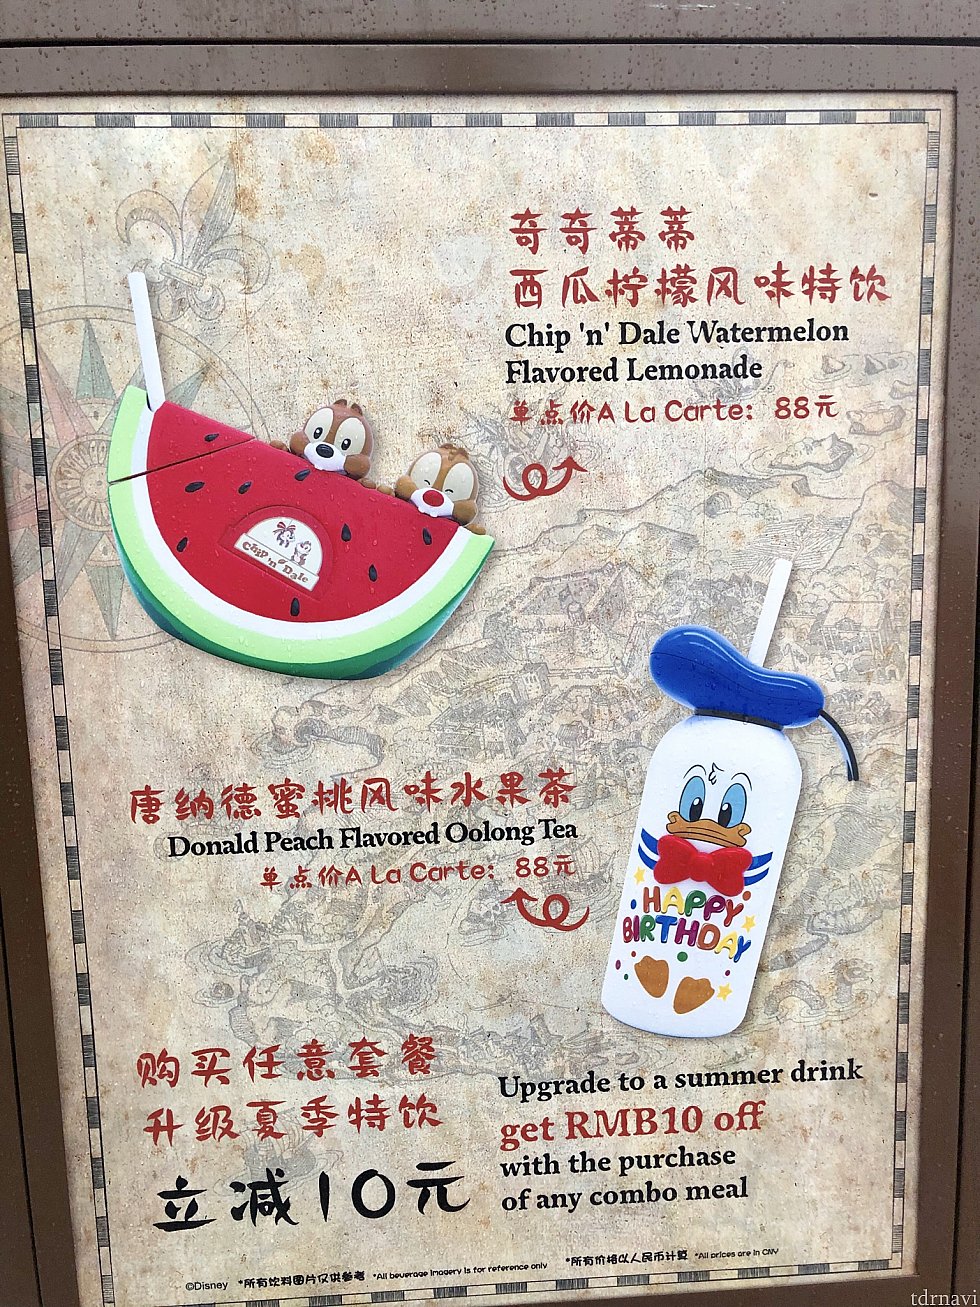 奇奇蒂蒂
西瓜柠檬风味特饮
Chip 'n' Dale Watermelon
Flavored Lemonade
单点价A La Carte: 88元
Chip 'n' Dale
唐纳德蜜桃风味水果茶
Donald Peach Flavored Oolong Tea
单点价A La Carte: 88元
HAPPY
BIRTHDAY
购买任意套餐
升级夏季特饮
立减10元
Upgrade to a summer drink
get RMB10 off
with the purchase
of any combo meal
©Disney *所有饮料图片仅供参考 *All beverage imagery is for reference only
*所有价格以人民币计算 *All prices are in CNY
tdrnavi